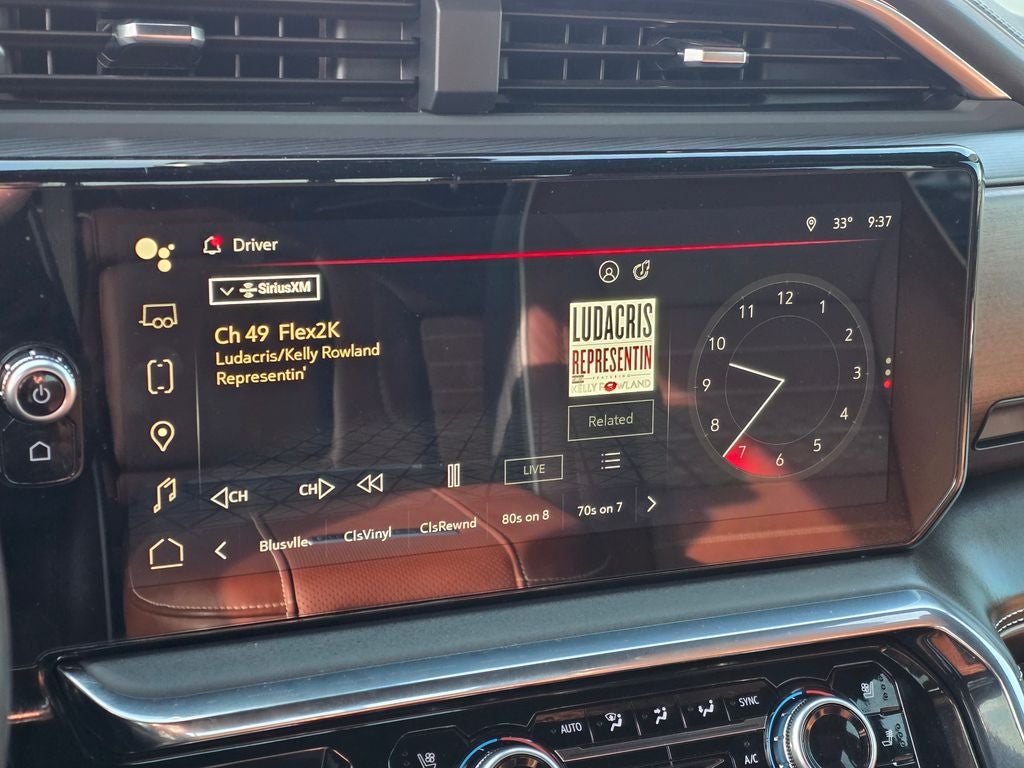 Driver
33° 9:37
SiriusXM
Ch 49 Flex2K
Ludacris/Kelly Rowland
Representin'
LUDACRIS
REPRESENTIN
FEATURING
KELLY ROWLAND
Related
12
1
2
3
4
5
6
7
8
9
10
11
CH
CH
LIVE
Blusvlle
ClsVinyl
ClsRewnd
80s on 8
70s on 7
AUTO
SYNC
A/C